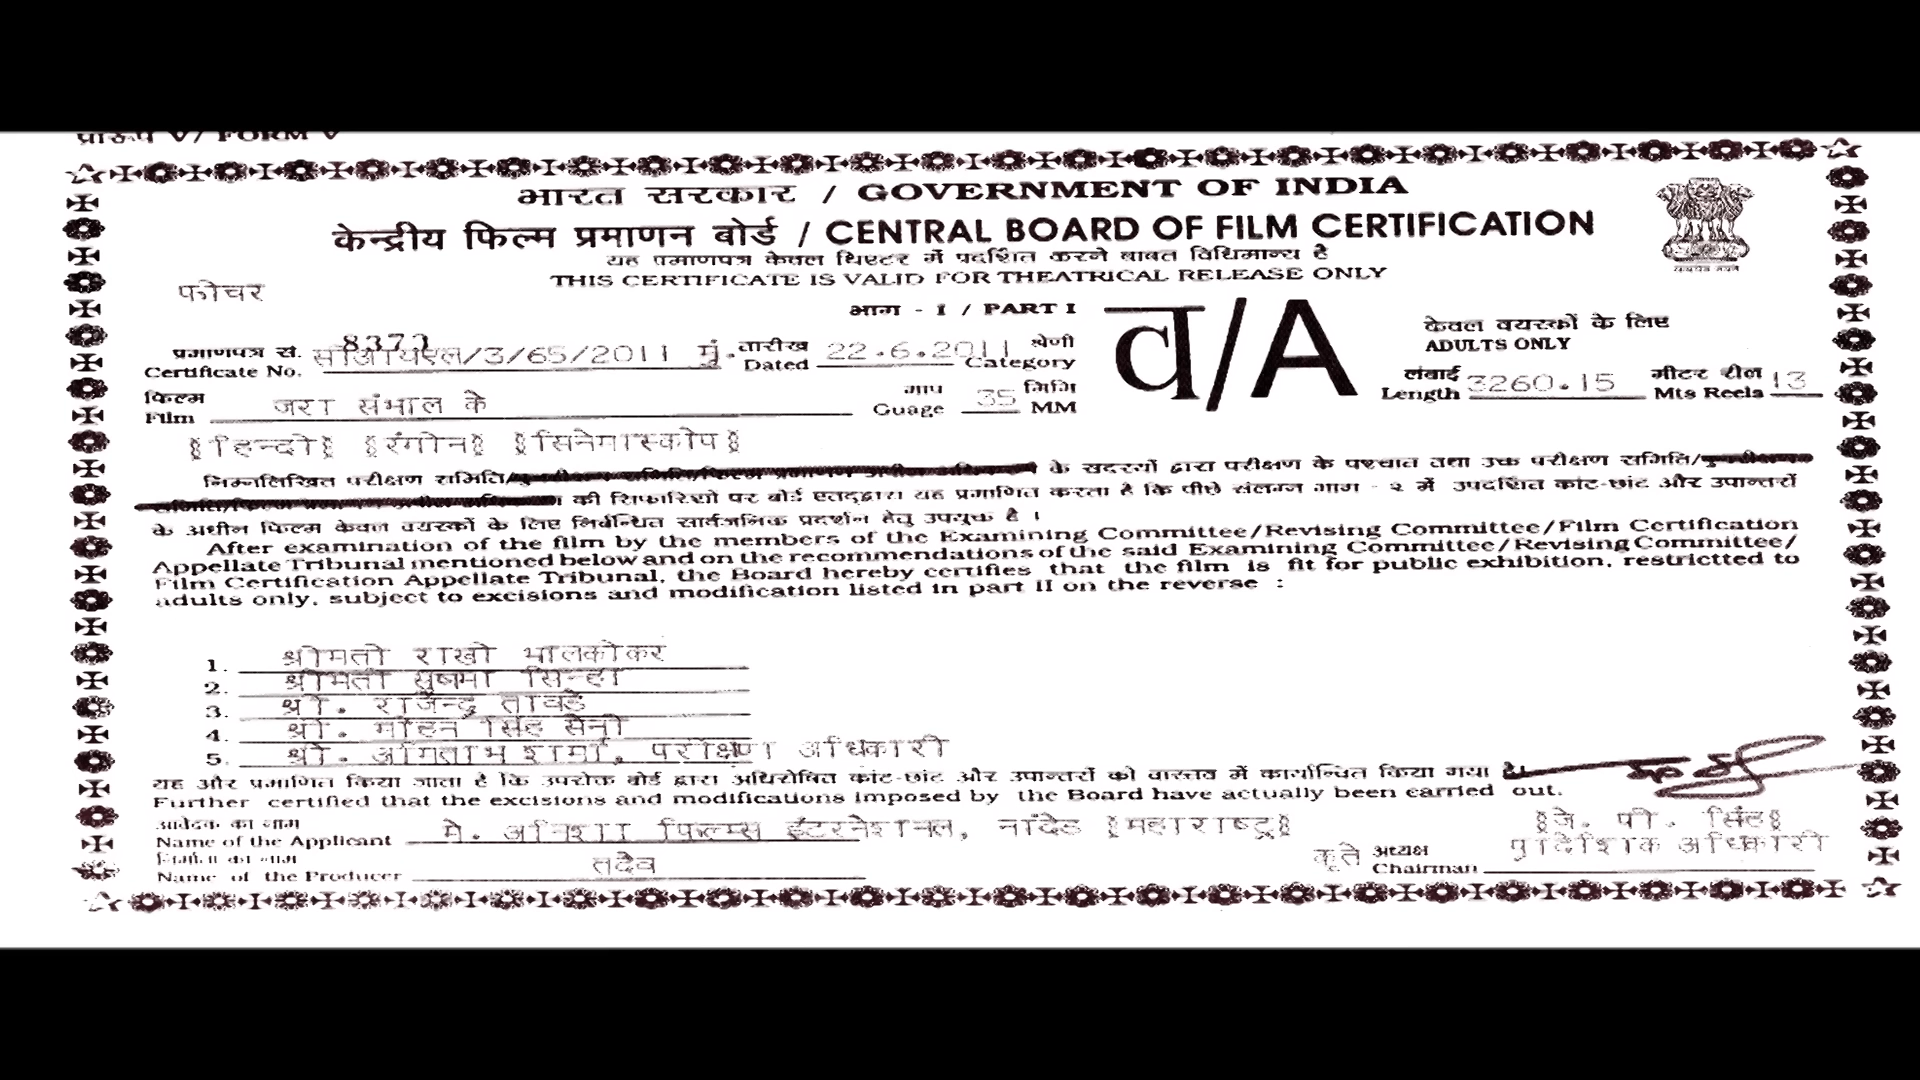 प्रारूप V/ FORM V
भारत सरकार / GOVERNMENT OF INDIA
केन्द्रीय फिल्म प्रमाणन बोर्ड / CENTRAL BOARD OF FILM CERTIFICATION
यह प्रमाणपत्र केवल थिएटर में प्रदर्शित करने बाबत विधिमान्य है
THIS CERTIFICATE IS VALID FOR THEATRICAL RELEASE ONLY
फीचर
भाग - I / PART I
व/A
केवल वयस्कों के लिए
ADULTS ONLY
प्रमाणपत्र सं. सीआयएल/3/65/2011 मुं. तारीख 22.6.2011 श्रेणी
Certificate No. Dated Category
लंबाई 3260.15 मीटर रील 13
Length Mts Reels
फिल्म जरा संभाल के माप 35 मिमि
Film Guage MM
हिन्दी रंगीन सिनेमास्कोप
निम्नलिखित परीक्षण समिति/ के सदस्यों द्वारा परीक्षण के पश्चात तथा उक्त परीक्षण समिति/
की सिफारिसों पर बोर्ड एतद्द्वारा यह प्रमाणित करता है कि पीछे संलग्न भाग - २ में उपदर्शित कांट-छांट और उपान्तरों
के अधीन फिल्म केवल वयस्कों के लिए निर्बन्धित सार्वजनिक प्रदर्शन हेतु उपयुक्त है ।
After examination of the film by the members of the Examining Committee/Revising Committee/Film Certification
Appellate Tribunal mentioned below and on the recommendations of the said Examining Committee/Revising Committee/
Film Certification Appellate Tribunal, the Board hereby certifies that the film is fit for public exhibition, restrictted to
adults only, subject to excisions and modification listed in part II on the reverse :
1. श्रीमती राखी भालकीकर
2. श्रीमती सुषमा सिन्हा
3. श्री. राजेन्द्र तावडे
4. श्री. मोहन सिंह सैनी
5. श्री. अमिताभ शर्मा, परीक्षण अधिकारी
यह और प्रमाणित किया जाता है कि उपरोक्त बोर्ड द्वारा अधिरोपित कांट-छांट और उपान्तरों को वास्तव में कार्यान्वित किया गया है।
Further certified that the excisions and modifications imposed by the Board have actually been carried out.
आवेदक का नाम
Name of the Applicant मे. अनिशा फिल्म्स इंटरनेशनल, नांदेड (महाराष्ट्र)
निर्माता का नाम
Name of the Producer तदैव
जे. पी. सिंह
प्रादेशिक अधिकारी
कृते अध्यक्ष
Chairman